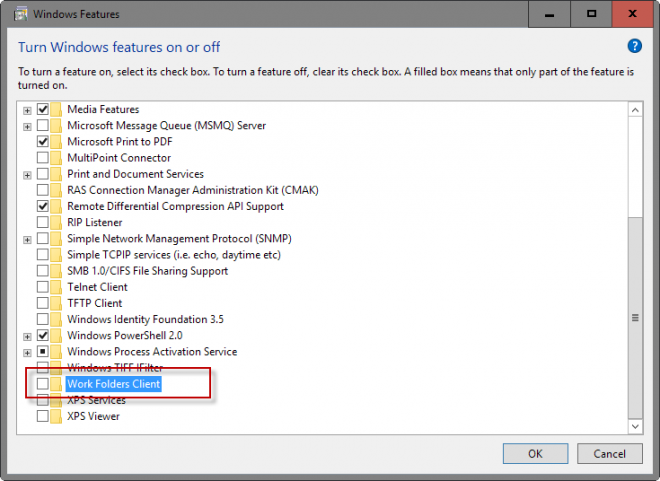 Windows Features
Turn Windows features on or off
To turn a feature on, select its check box. To turn a feature off, clear its check box. A filled box means that only part of the feature is
turned on.
Media Features
Microsoft Message Queue (MSMQ) Server
Microsoft Print to PDF
MultiPoint Connector
Print and Document Services
RAS Connection Manager Administration Kit (CMAK)
Remote Differential Compression API Support
RIP Listener
Simple Network Management Protocol (SNMP)
Simple TCPIP services (i.e. echo, daytime etc)
SMB 1.0/CIFS File Sharing Support
Telnet Client
TFTP Client
Windows Identity Foundation 3.5
Windows PowerShell 2.0
Windows Process Activation Service
Windows TIFF IFilter
Work Folders Client
XPS Services
XPS Viewer
OK
Cancel